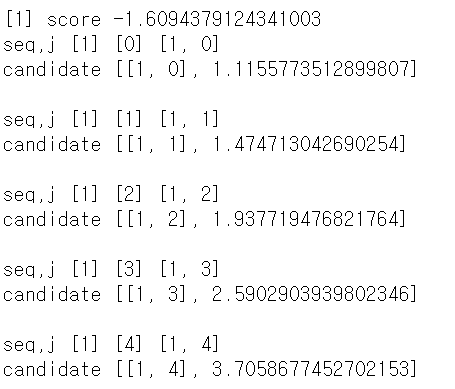 [1] score -1.6094379124341003
seq,j [1] [0] [1, 0]
candidate [[1, 0], 1.1155773512899807]
seq,j [1] [1] [1, 1]
candidate [[1, 1], 1.474713042690254]
seq,j [1] [2] [1, 2]
candidate [[1, 2], 1.9377194768217​64]
seq,j [1] [3] [1, 3]
candidate [[1, 3], 2.5902903939802346]
seq,j [1] [4] [1, 4]
candidate [[1, 4], 3.7058677452702153]